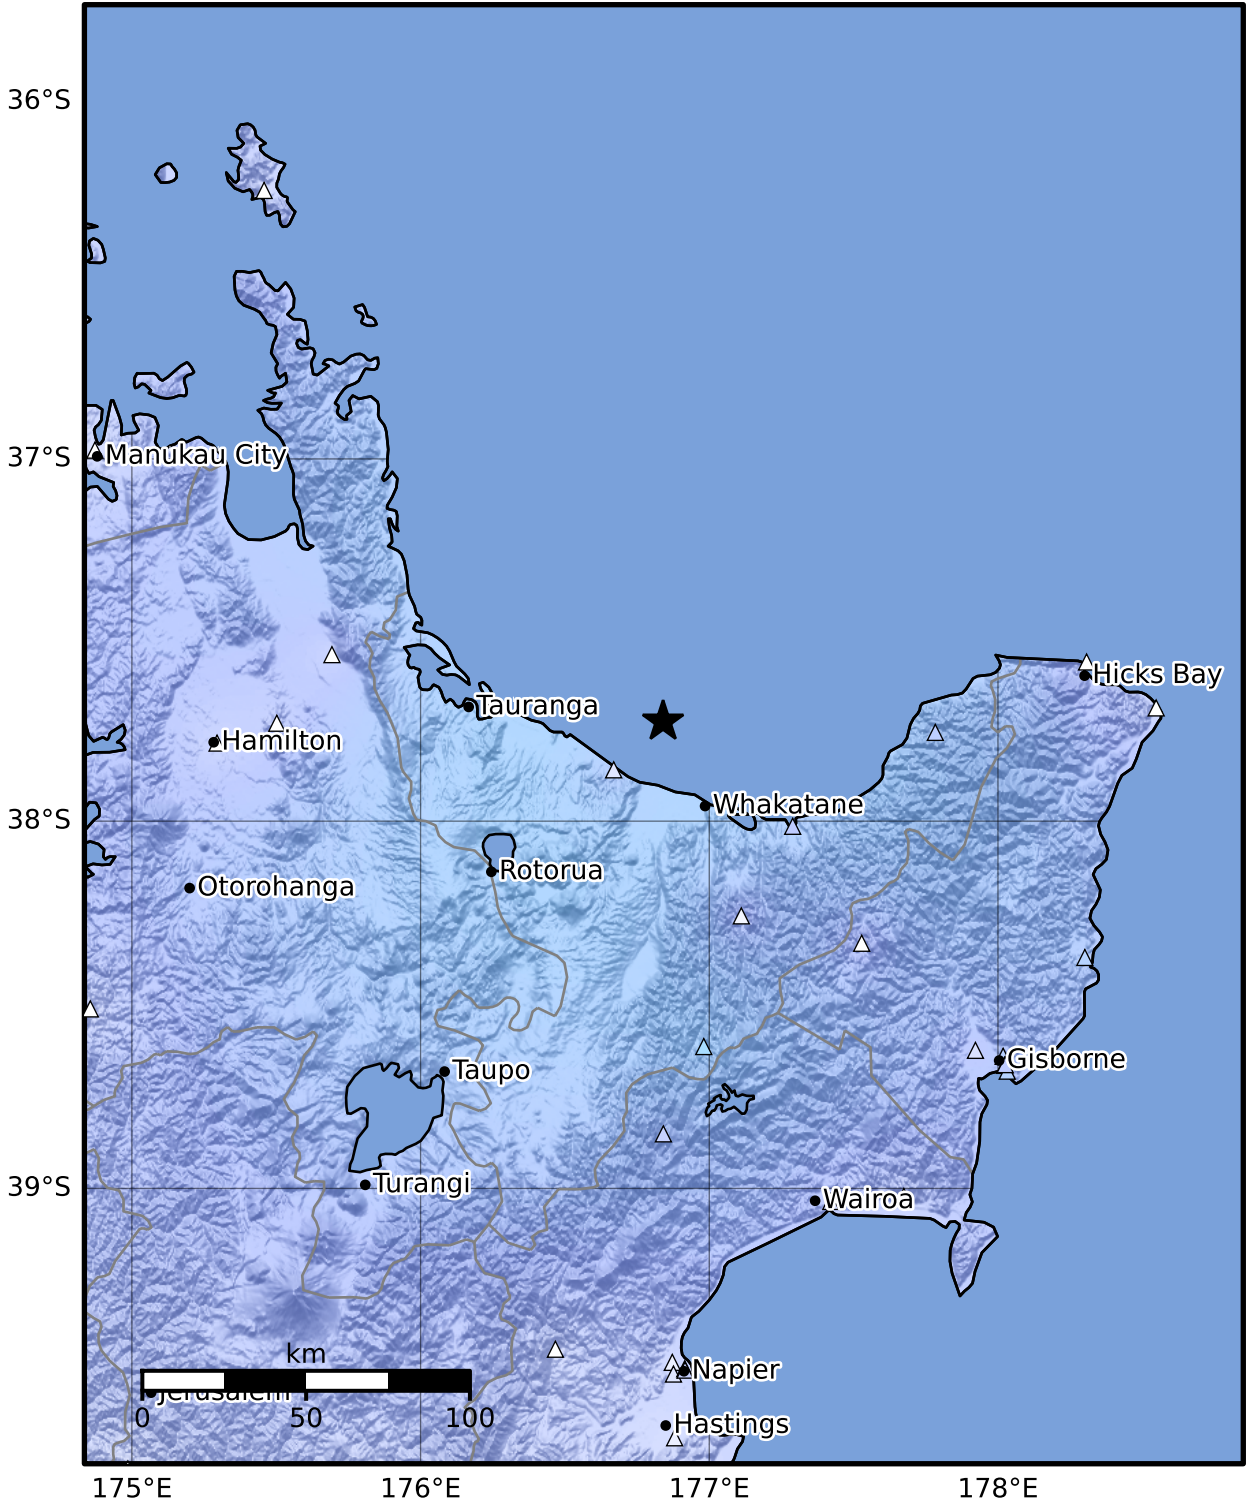 36°S
37°S
Manukau City
Hicks Bay
Tauranga
Hamilton
Whakatane
38°S
Rotorua
Otorohanga
Gisborne
Taupo
Turangi
39°S
Wairoa
km
Napier
Jerusalem
0 50 100
Hastings
175°E 176°E 177°E 178°E